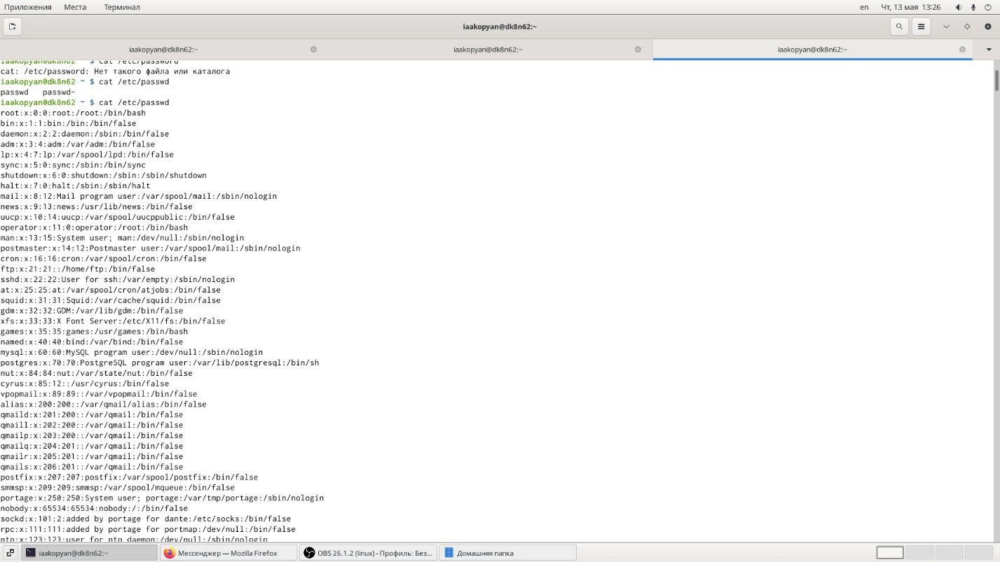 Приложения Места Терминал en Чт, 13 мая 13:26
iaakopyan@dk8n62:~
iaakopyan@dk8n62:~ iaakopyan@dk8n62:~ iaakopyan@dk8n62:~
iaakopyan@dk8n62 ~ $ cat /etc/password
cat: /etc/password: Нет такого файла или каталога
iaakopyan@dk8n62 ~ $ cat /etc/passwd
passwd passwd-
iaakopyan@dk8n62 ~ $ cat /etc/passwd
root:x:0:0:root:/root:/bin/bash
bin:x:1:1:bin:/bin:/bin/false
daemon:x:2:2:daemon:/sbin:/bin/false
adm:x:3:4:adm:/var/adm:/bin/false
lp:x:4:7:lp:/var/spool/lpd:/bin/false
sync:x:5:0:sync:/sbin:/bin/sync
shutdown:x:6:0:shutdown:/sbin:/sbin/shutdown
halt:x:7:0:halt:/sbin:/sbin/halt
mail:x:8:12:Mail program user:/var/spool/mail:/sbin/nologin
news:x:9:13:news:/usr/lib/news:/bin/false
uucp:x:10:14:uucp:/var/spool/uucppublic:/bin/false
operator:x:11:0:operator:/root:/bin/bash
man:x:13:15:System user; man:/dev/null:/sbin/nologin
postmaster:x:14:12:Postmaster user:/var/spool/mail:/sbin/nologin
cron:x:16:16:cron:/var/spool/cron:/bin/false
ftp:x:21:21::/home/ftp:/bin/false
sshd:x:22:22:User for ssh:/var/empty:/sbin/nologin
at:x:25:25:at:/var/spool/cron/atjobs:/bin/false
squid:x:31:31:Squid:/var/cache/squid:/bin/false
gdm:x:32:32:GDM:/var/lib/gdm:/bin/false
xfs:x:33:33:X Font Server:/etc/X11/fs:/bin/false
games:x:35:35:games:/usr/games:/bin/bash
named:x:40:40:bind:/var/bind:/bin/false
mysql:x:60:60:MySQL program user:/dev/null:/sbin/nologin
postgres:x:70:70:PostgreSQL program user:/var/lib/postgresql:/bin/sh
nut:x:84:84:nut:/var/state/nut:/bin/false
cyrus:x:85:12::/usr/cyrus:/bin/false
vpopmail:x:89:89::/var/vpopmail:/bin/false
alias:x:200:200::/var/qmail/alias:/bin/false
qmaild:x:201:200::/var/qmail:/bin/false
qmaill:x:202:200::/var/qmail:/bin/false
qmailp:x:203:200::/var/qmail:/bin/false
qmailq:x:204:201::/var/qmail:/bin/false
qmailr:x:205:201::/var/qmail:/bin/false
qmails:x:206:201::/var/qmail:/bin/false
postfix:x:207:207:postfix:/var/spool/postfix:/bin/false
smmsp:x:209:209:smmsp:/var/spool/mqueue:/bin/false
portage:x:250:250:System user; portage:/var/tmp/portage:/sbin/nologin
nobody:x:65534:65534:nobody:/:/bin/false
sockd:x:101:2:added by portage for dante:/etc/socks:/bin/false
rpc:x:111:111:added by portage for portmap:/dev/null:/bin/false
ntp:x:123:123:user for ntp daemon:/dev/null:/sbin/nologin
iaakopyan@dk8n62:~ Мессенджер — Mozilla Firefox OBS 26.1.2 (linux) - Профиль: Без... Домашняя папка